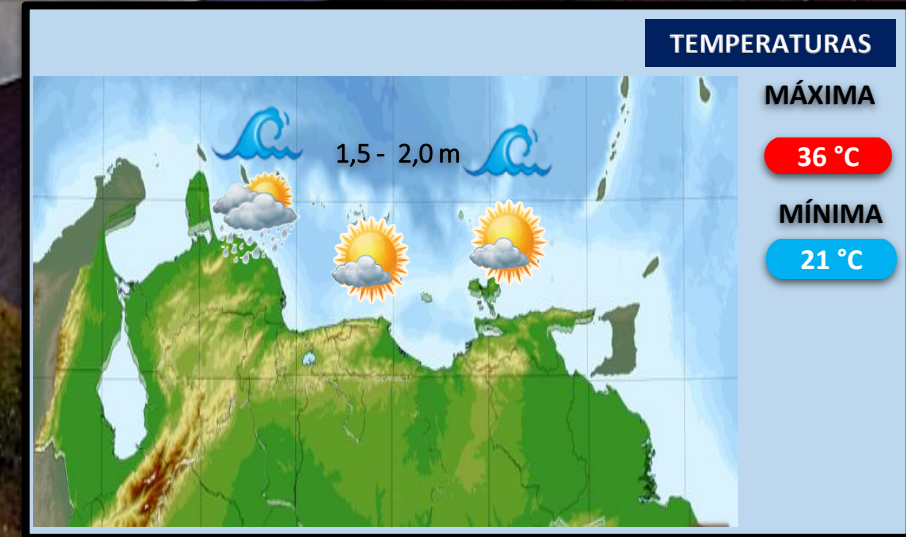 TEMPERATURAS
MÁXIMA
36 °C
MÍNIMA
21 °C
1,5 - 2,0 m